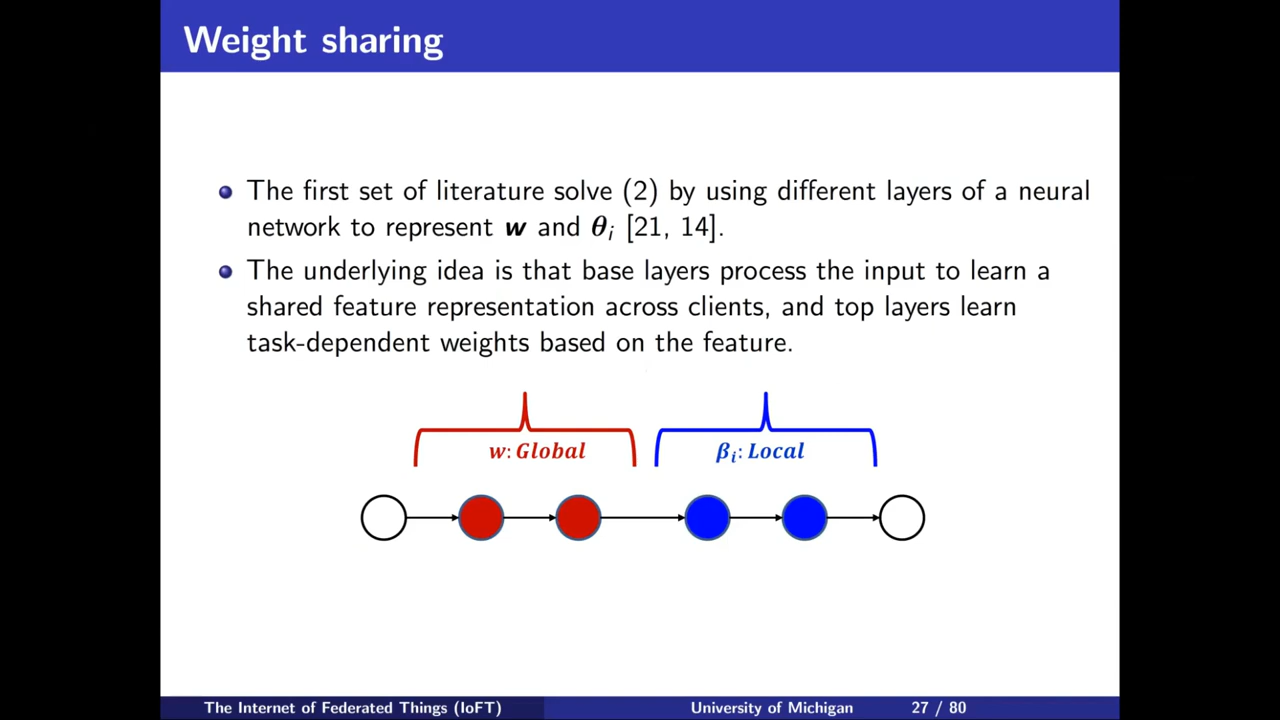 Weight sharing
The first set of literature solve (2) by using different layers of a neural
network to represent w and θi [21, 14].
The underlying idea is that base layers process the input to learn a
shared feature representation across clients, and top layers learn
task-dependent weights based on the feature.
w: Global
βi: Local
The Internet of Federated Things (IoFT)
University of Michigan
27 / 80